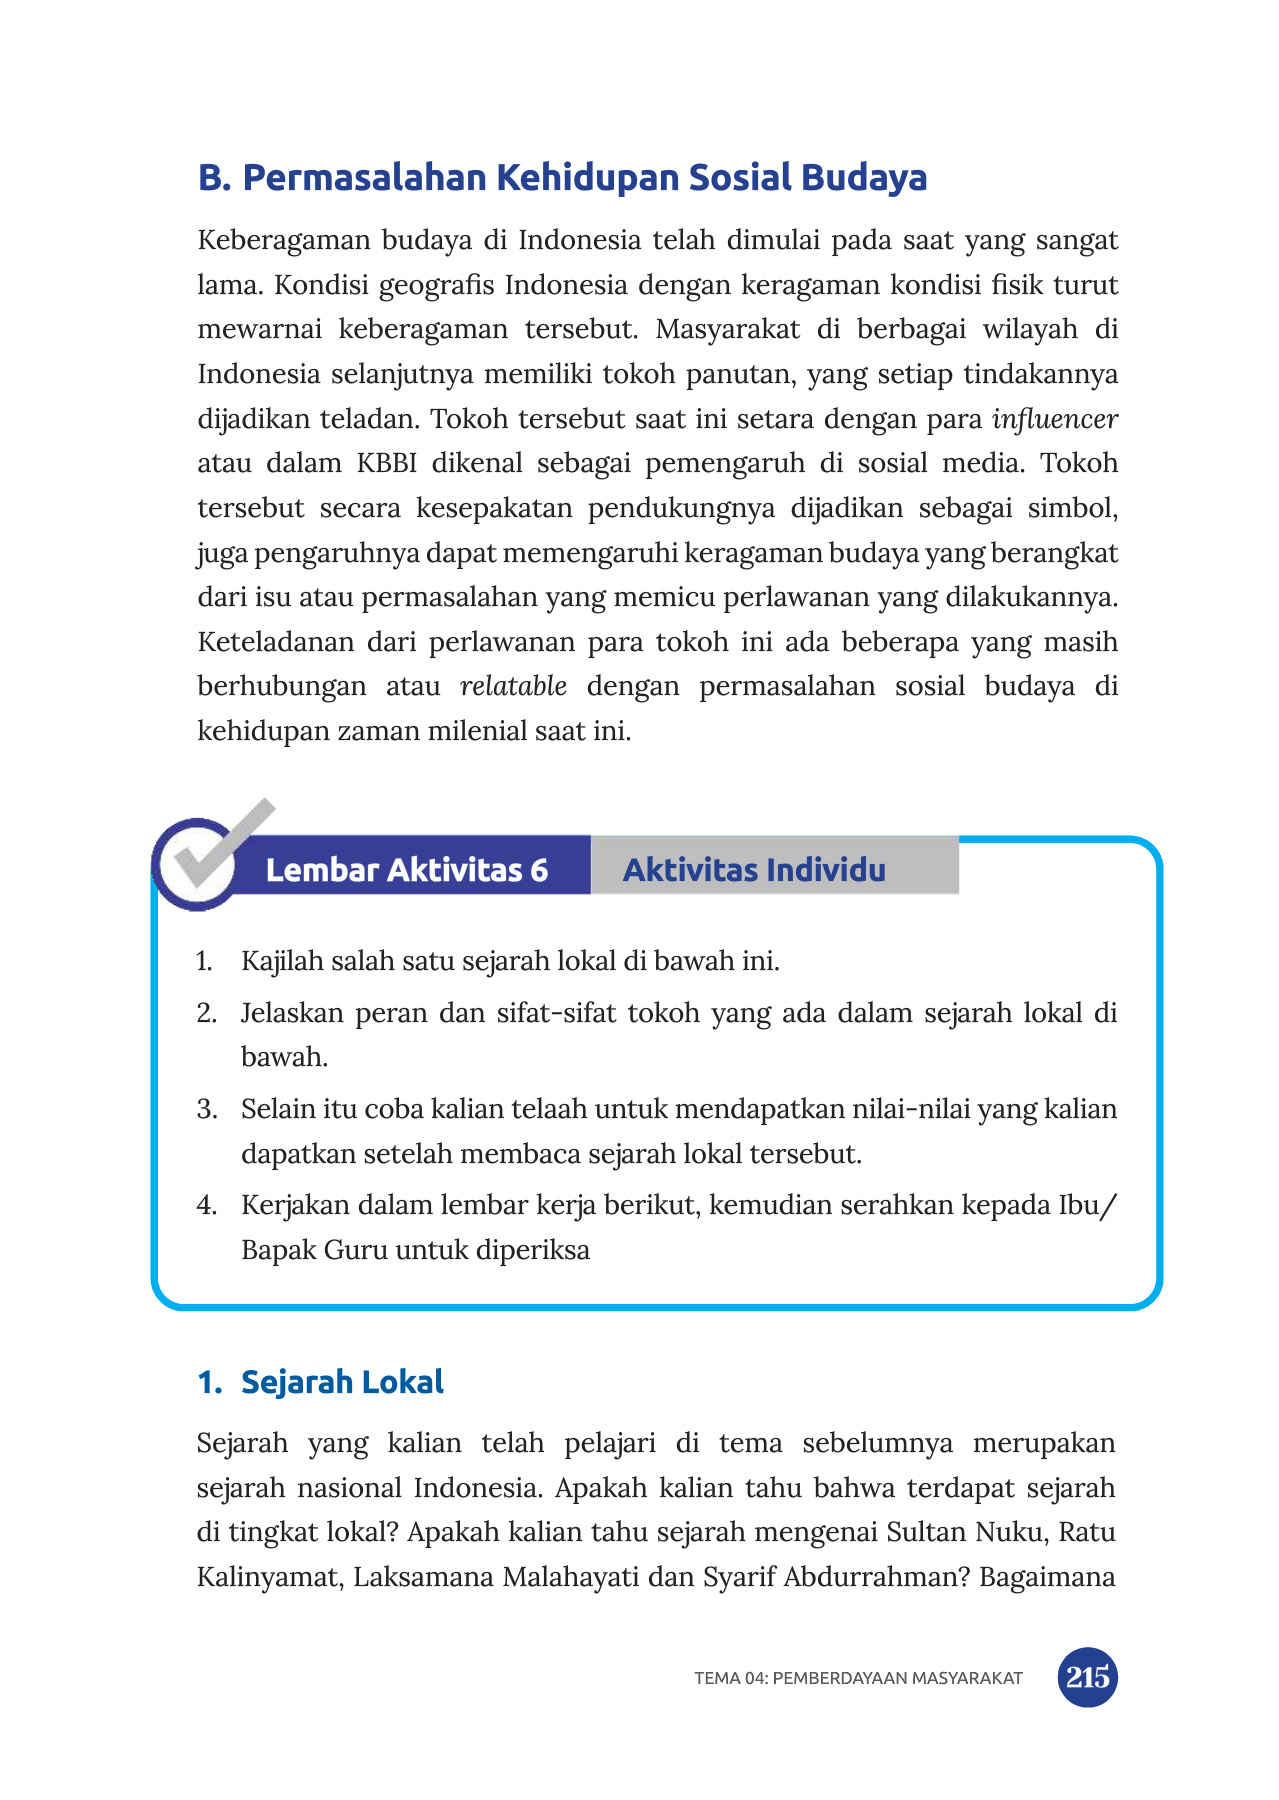 B. Permasalahan Kehidupan Sosial Budaya
Keberagaman budaya di Indonesia telah dimulai pada saat yang sangat
lama. Kondisi geografis Indonesia dengan keragaman kondisi fisik turut
mewarnai keberagaman tersebut. Masyarakat di berbagai wilayah di
Indonesia selanjutnya memiliki tokoh panutan, yang setiap tindakannya
dijadikan teladan. Tokoh tersebut saat ini setara dengan para influencer
atau dalam KBBI dikenal sebagai pemengaruh di sosial media. Tokoh
tersebut secara kesepakatan pendukungnya dijadikan sebagai simbol,
juga pengaruhnya dapat memengaruhi keragaman budaya yang berangkat
dari isu atau permasalahan yang memicu perlawanan yang dilakukannya.
Keteladanan dari perlawanan para tokoh ini ada beberapa yang masih
berhubungan atau relatable dengan permasalahan sosial budaya di
kehidupan zaman milenial saat ini.
Lembar Aktivitas 6 Aktivitas Individu
1. Kajilah salah satu sejarah lokal di bawah ini.
2. Jelaskan peran dan sifat-sifat tokoh yang ada dalam sejarah lokal di
bawah.
3. Selain itu coba kalian telaah untuk mendapatkan nilai-nilai yang kalian
dapatkan setelah membaca sejarah lokal tersebut.
4. Kerjakan dalam lembar kerja berikut, kemudian serahkan kepada Ibu/
Bapak Guru untuk diperiksa
1. Sejarah Lokal
Sejarah yang kalian telah pelajari di tema sebelumnya merupakan
sejarah nasional Indonesia. Apakah kalian tahu bahwa terdapat sejarah
di tingkat lokal? Apakah kalian tahu sejarah mengenai Sultan Nuku, Ratu
Kalinyamat, Laksamana Malahayati dan Syarif Abdurrahman? Bagaimana
TEMA 04: PEMBERDAYAAN MASYARAKAT 215